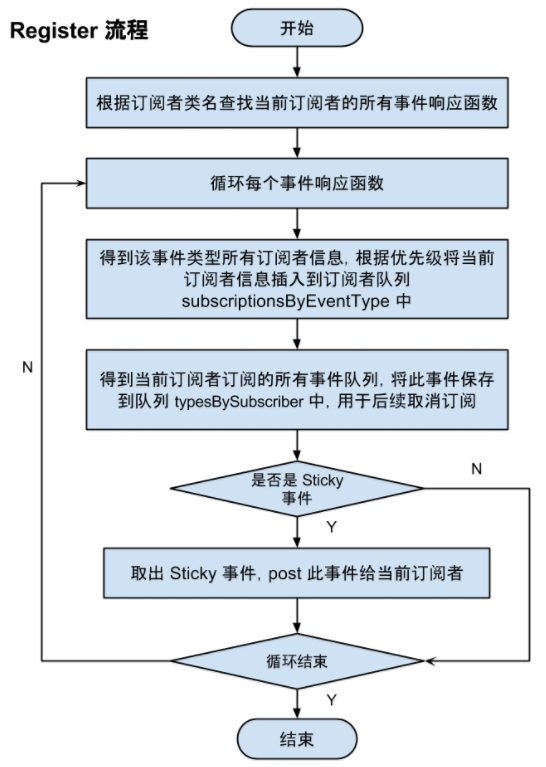 Register 流程
开始
根据订阅者类名查找当前订阅者的所有事件响应函数
循环每个事件响应函数
得到该事件类型所有订阅者信息, 根据优先级将当前
订阅者信息插入到订阅者队列
subscriptionsByEventType 中
N
得到当前订阅者订阅的所有事件队列, 将此事件保存
到队列 typesBySubscriber 中, 用于后续取消订阅
是否是 Sticky
事件
N
Y
取出 Sticky 事件, post 此事件给当前订阅者
循环结束
Y
结束